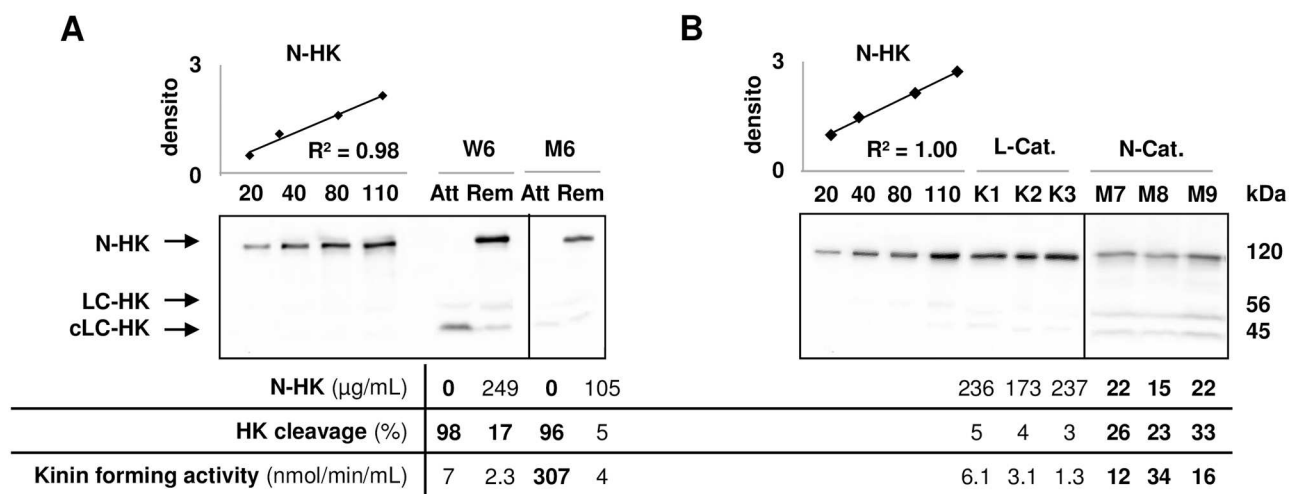 A
B
N-HK
N-HK
3
3
densito
densito
R² = 0.98
W6
M6
R² = 1.00
L-Cat.
N-Cat.
0
0
20 40 80 110 Att Rem Att Rem
20 40 80 110 K1 K2 K3 M7 M8 M9 kDa
N-HK
120
LC-HK
56
cLC-HK
45
N-HK (µg/mL) 0 249 0 105 236 173 237 22 15 22
HK cleavage (%) 98 17 96 5 5 4 3 26 23 33
Kinin forming activity (nmol/min/mL) 7 2.3 307 4 6.1 3.1 1.3 12 34 16